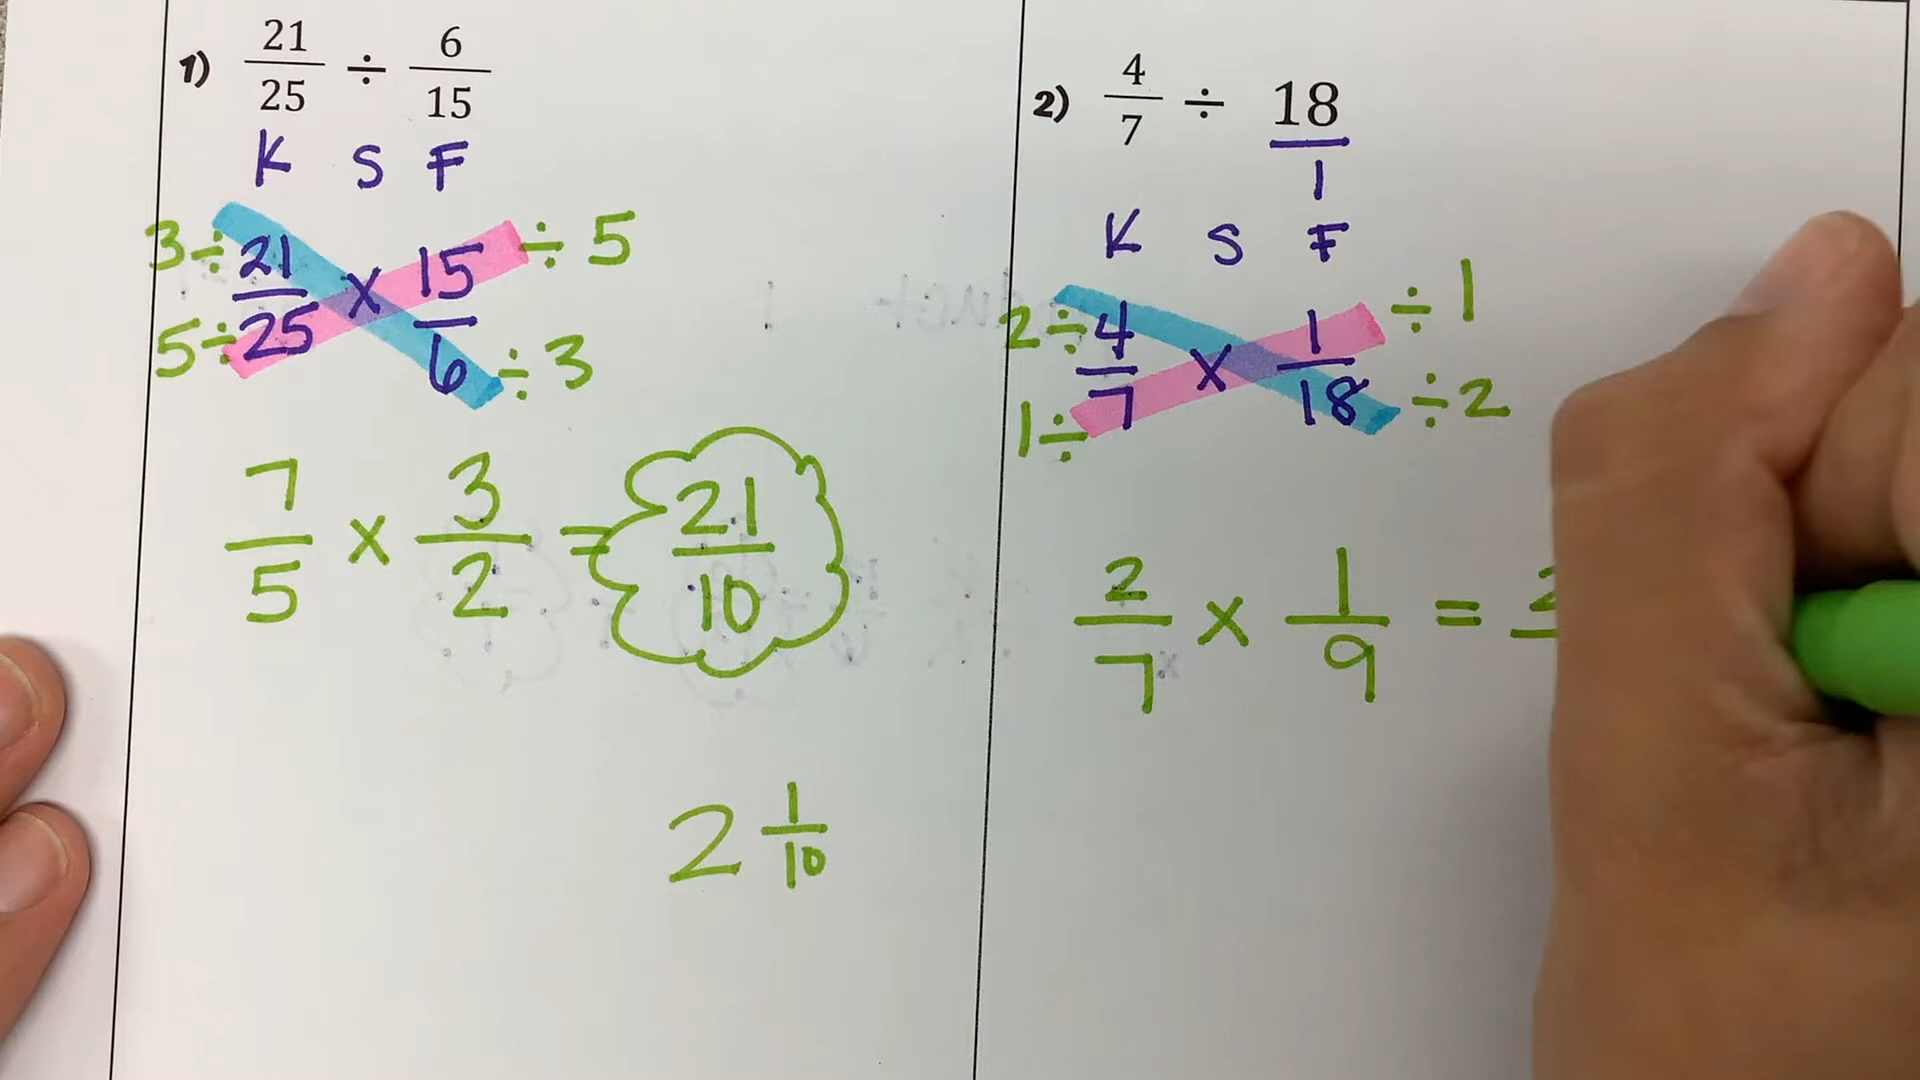 1) 21/25 ÷ 6/15
K S F
3÷ 21/25 x 15/6 ÷5
5÷ ÷3
7/5 x 3/2 = 21/10
2 1/10
2) 4/7 ÷ 18/1
K S F
2÷ 4/7 x 1/18 ÷1
1÷ ÷2
2/7 x 1/9 = 2